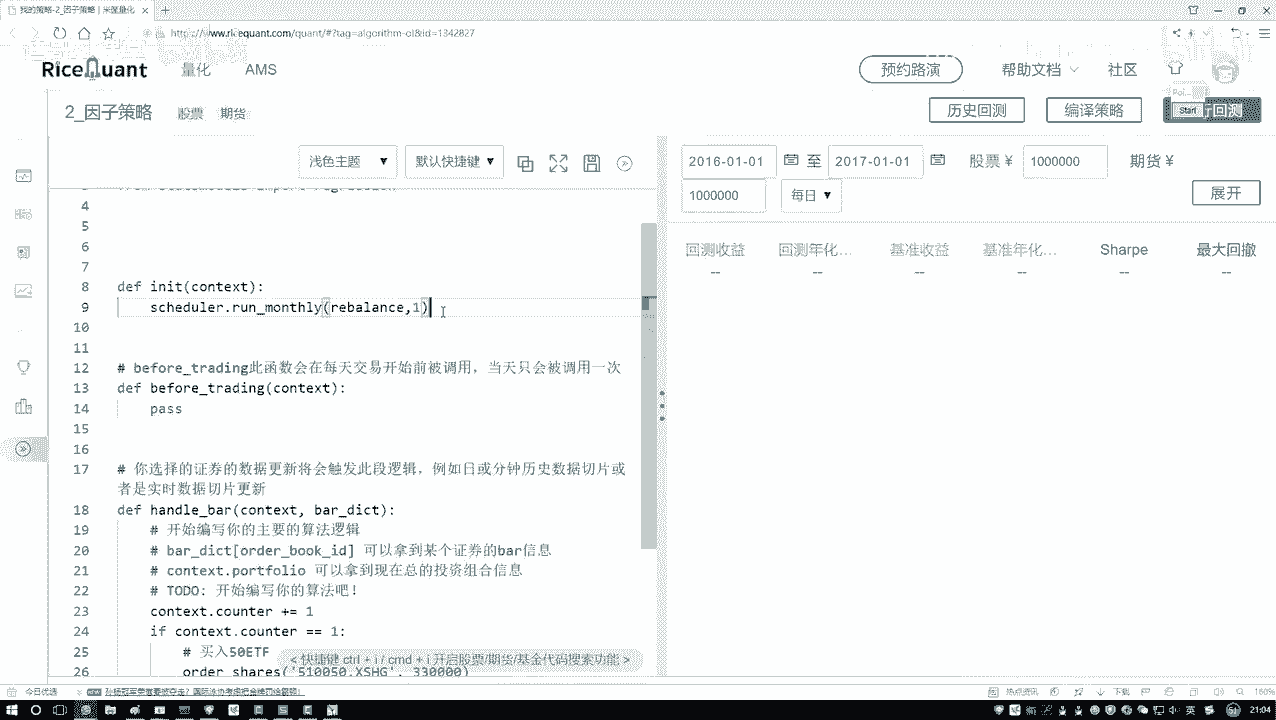 我的策略-2_因子策略 | 米筐量化
http://www.ricequant.com/quant/#?tag=algorithm-ol&id=1342827
RiceQuant 量化 AMS 预约路演 帮助文档 社区
2_因子策略 股票 期货 历史回测 编译策略 回测
Start
浅色主题 ▼ 默认快捷键 ▼
2016-01-01 至 2017-01-01 股票 ¥ 1000000 期货 ¥
1000000 每日 ▼ 展开
回测收益 回测年化... 基准收益 基准年化... Sharpe 最大回撤
-- -- -- -- -- --
4
5
6
7
8 def init(context):
9 scheduler.run_monthly(rebalance,1)
10
11
12 # before_trading此函数会在每天交易开始前被调用，当天只会被调用一次
13 def before_trading(context):
14 pass
15
16
17 # 你选择的证券的数据更新将会触发此段逻辑，例如日或分钟历史数据切片或
者是实时数据切片更新
18 def handle_bar(context, bar_dict):
19 # 开始编写你的主要的算法逻辑
20 # bar_dict[order_book_id] 可以拿到某个证券的bar信息
21 # context.portfolio 可以拿到现在总的投资组合信息
22 # TODO: 开始编写你的算法吧!
23 context.counter += 1
24 if context.counter == 1:
25 # 买入50ETF
26 order_shares('510050.XSHG', 330000)
< 快捷键 ctrl + i / cmd + i 开启股票/期货/基金代码搜索功能 >
今日优选
热点资讯 下载 160%
英 21:04